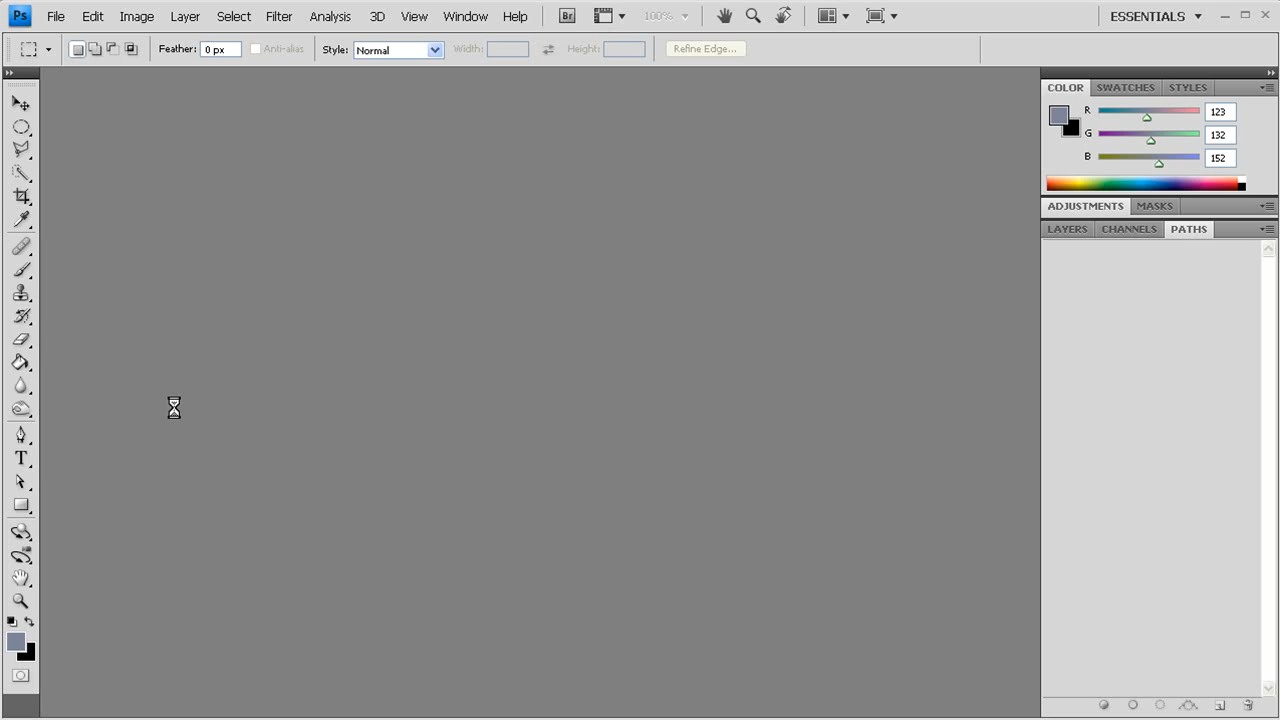 Ps File Edit Image Layer Select Filter Analysis 3D View Window Help Br 100% ESSENTIALS
Feather: 0 px Anti-alias Style: Normal Width: Height: Refine Edge...
COLOR SWATCHES STYLES
R 123
G 132
B 152
ADJUSTMENTS MASKS
LAYERS CHANNELS PATHS
T